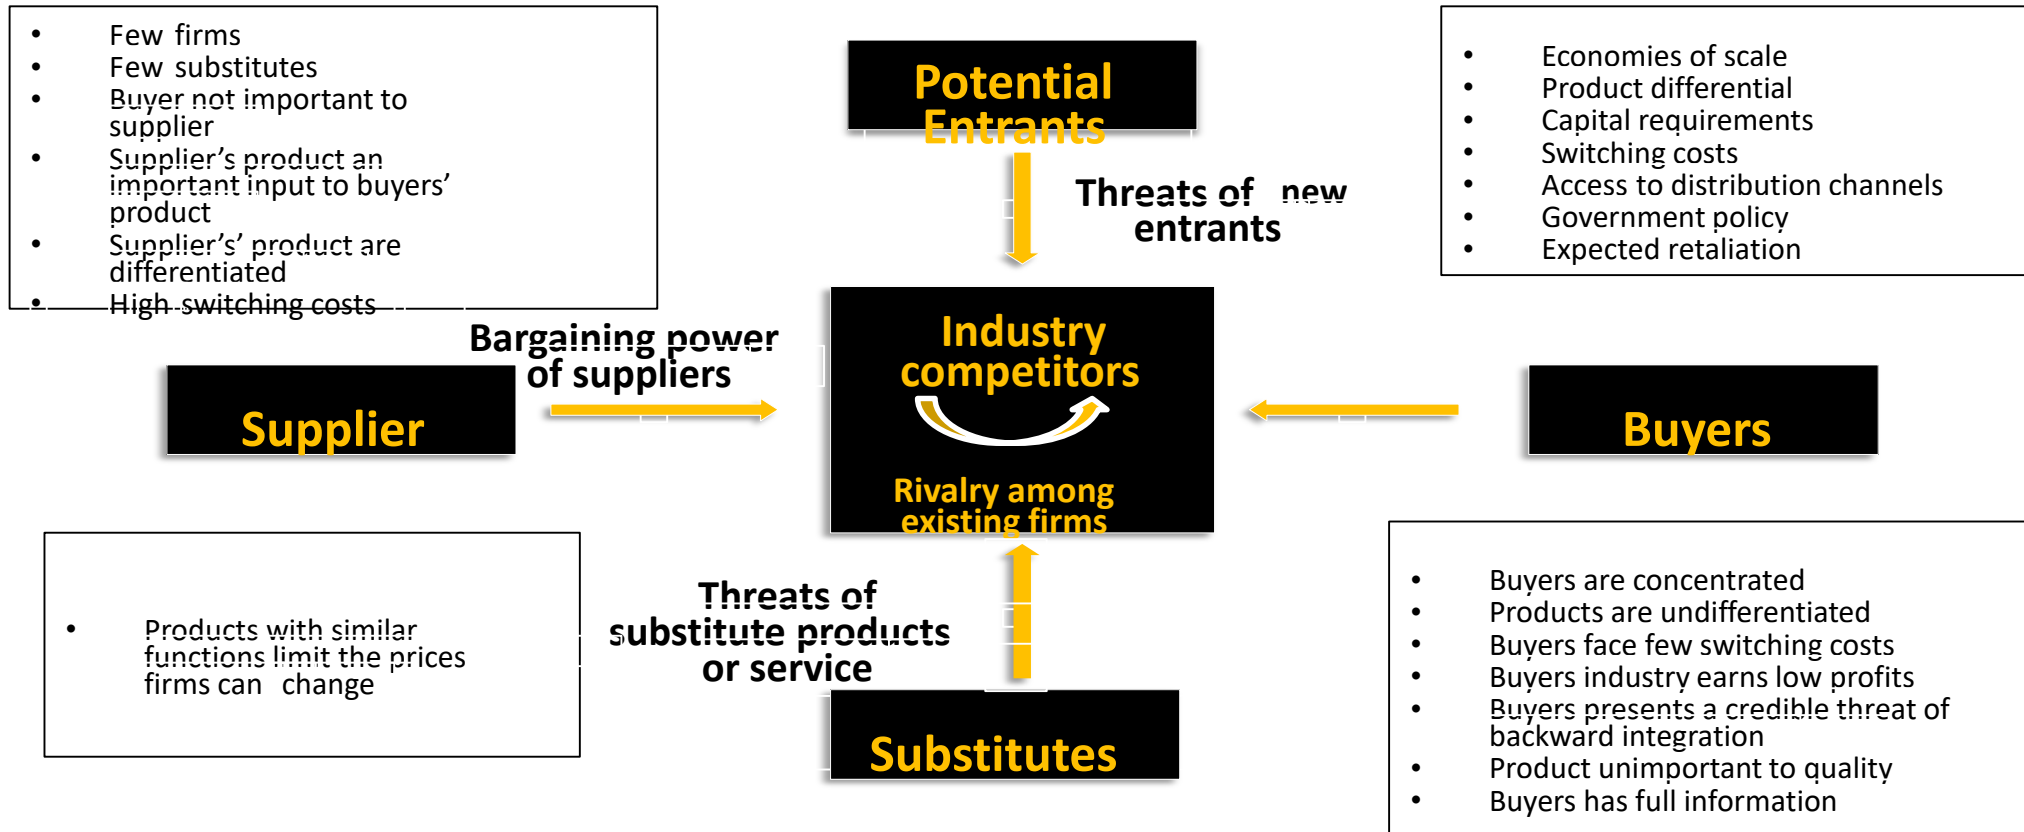 • Few firms
• Few substitutes
• Buyer not important to
supplier
• Supplier’s product an
important input to buyers’
product
• Supplier’s’ product are
differentiated
• High switching costs
Potential
Entrants
Threats of new
entrants
• Economies of scale
• Product differential
• Capital requirements
• Switching costs
• Access to distribution channels
• Government policy
• Expected retaliation
Bargaining power
of suppliers
Supplier
Industry
competitors
Rivalry among
existing firms
Buyers
• Products with similar
functions limit the prices
firms can change
Threats of
substitute products
or service
Substitutes
• Buyers are concentrated
• Products are undifferentiated
• Buyers face few switching costs
• Buyers industry earns low profits
• Buyers presents a credible threat of
backward integration
• Product unimportant to quality
• Buyers has full information